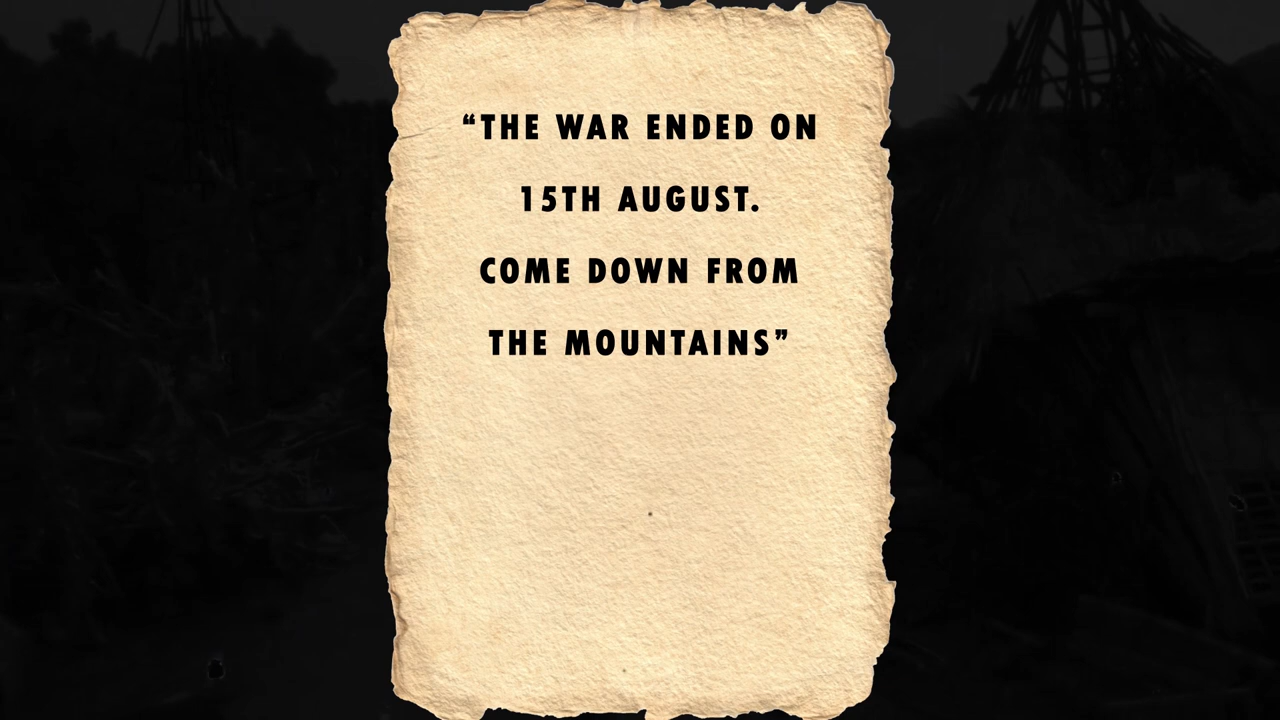 “THE WAR ENDED ON
15TH AUGUST.
COME DOWN FROM
THE MOUNTAINS”